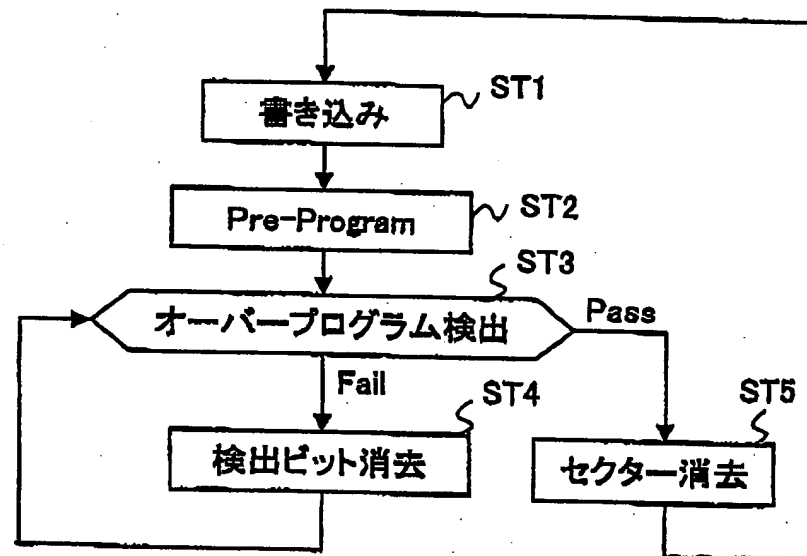 書き込み
ST1
Pre-Program
ST2
ST3
オーバープログラム検出
Pass
Fail
ST4
検出ビット消去
ST5
セクター消去